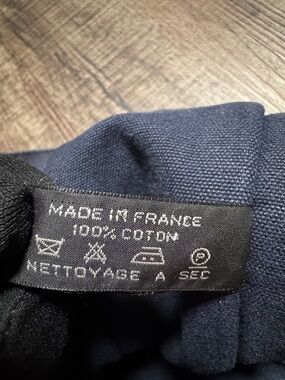 MADE IN FRANCE
100% COTON
P
NETTOYAGE A SEC